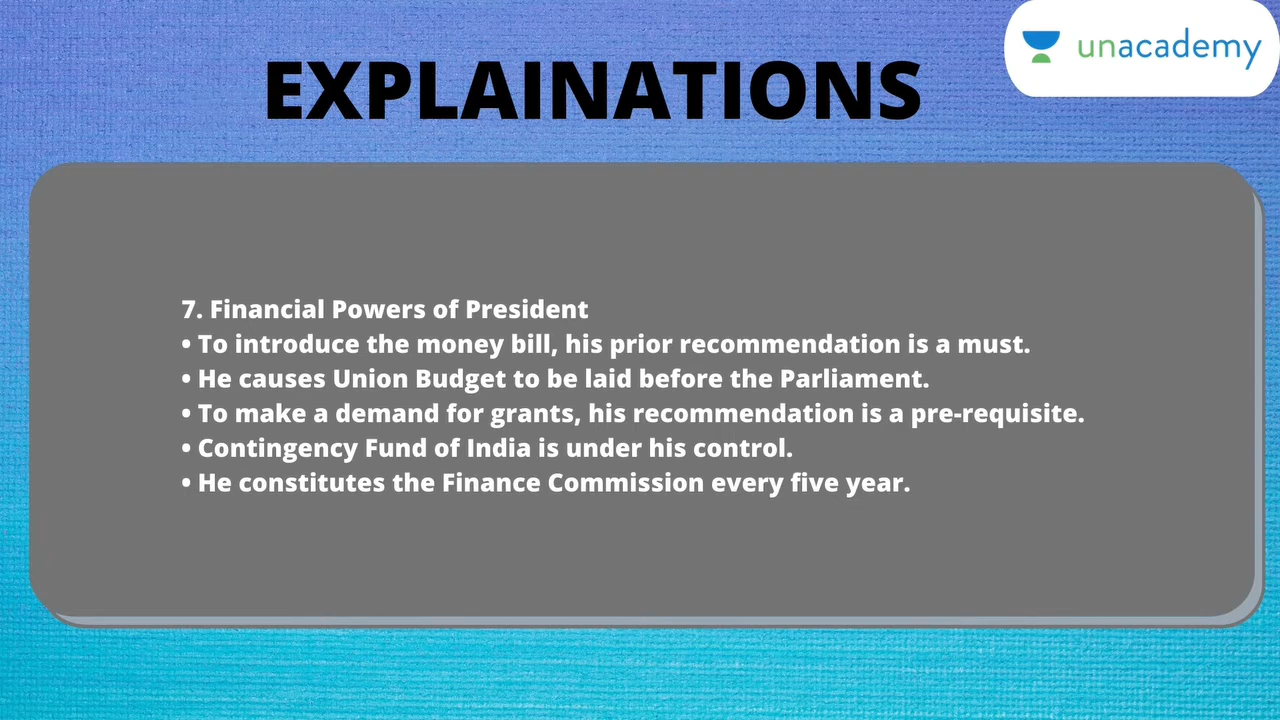 unacademy
EXPLAINATIONS
7. Financial Powers of President
• To introduce the money bill, his prior recommendation is a must.
• He causes Union Budget to be laid before the Parliament.
• To make a demand for grants, his recommendation is a pre-requisite.
• Contingency Fund of India is under his control.
• He constitutes the Finance Commission every five year.